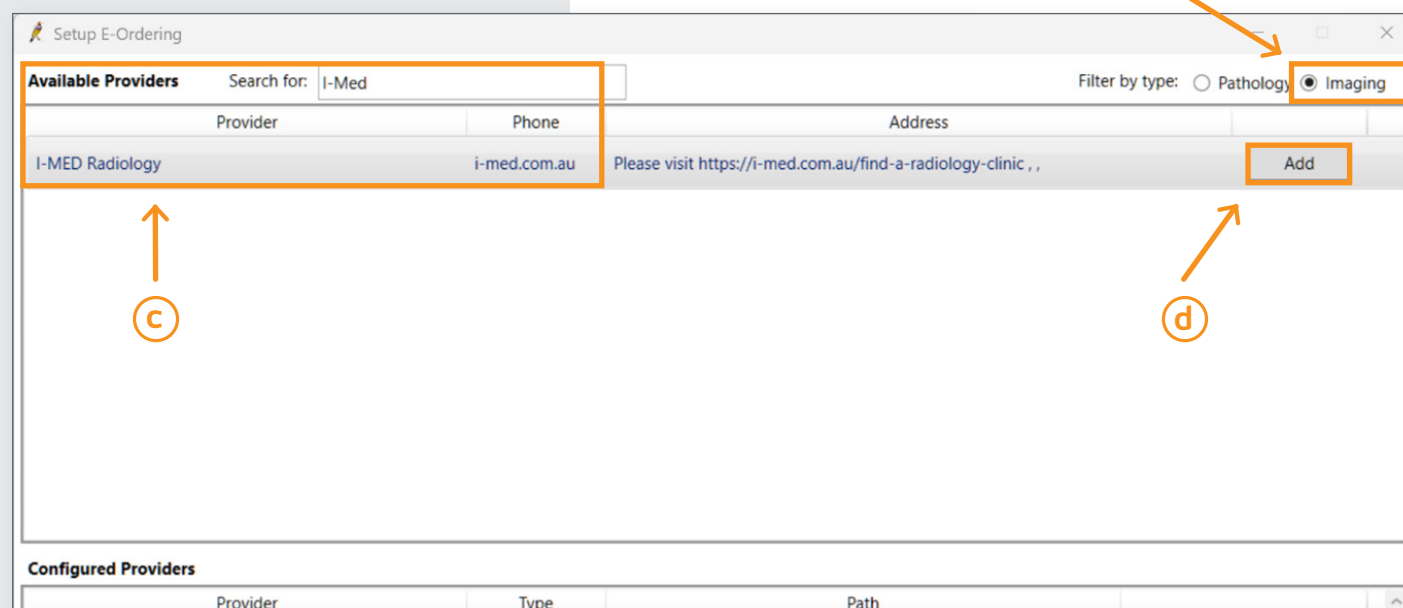 Setup E-Ordering
Available Providers Search for: I-Med Filter by type: Pathology Imaging
Provider Phone Address
I-MED Radiology i-med.com.au Please visit https://i-med.com.au/find-a-radiology-clinic , , Add
c d
Configured Providers
Provider Type Path